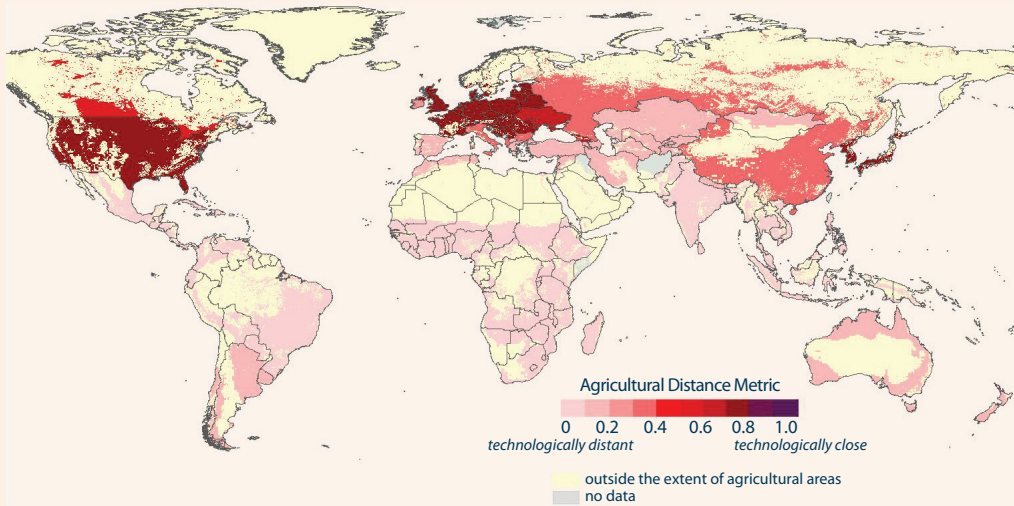 Agricultural Distance Metric
0 0.2 0.4 0.6 0.8 1.0
technologically distant technologically close
outside the extent of agricultural areas
no data